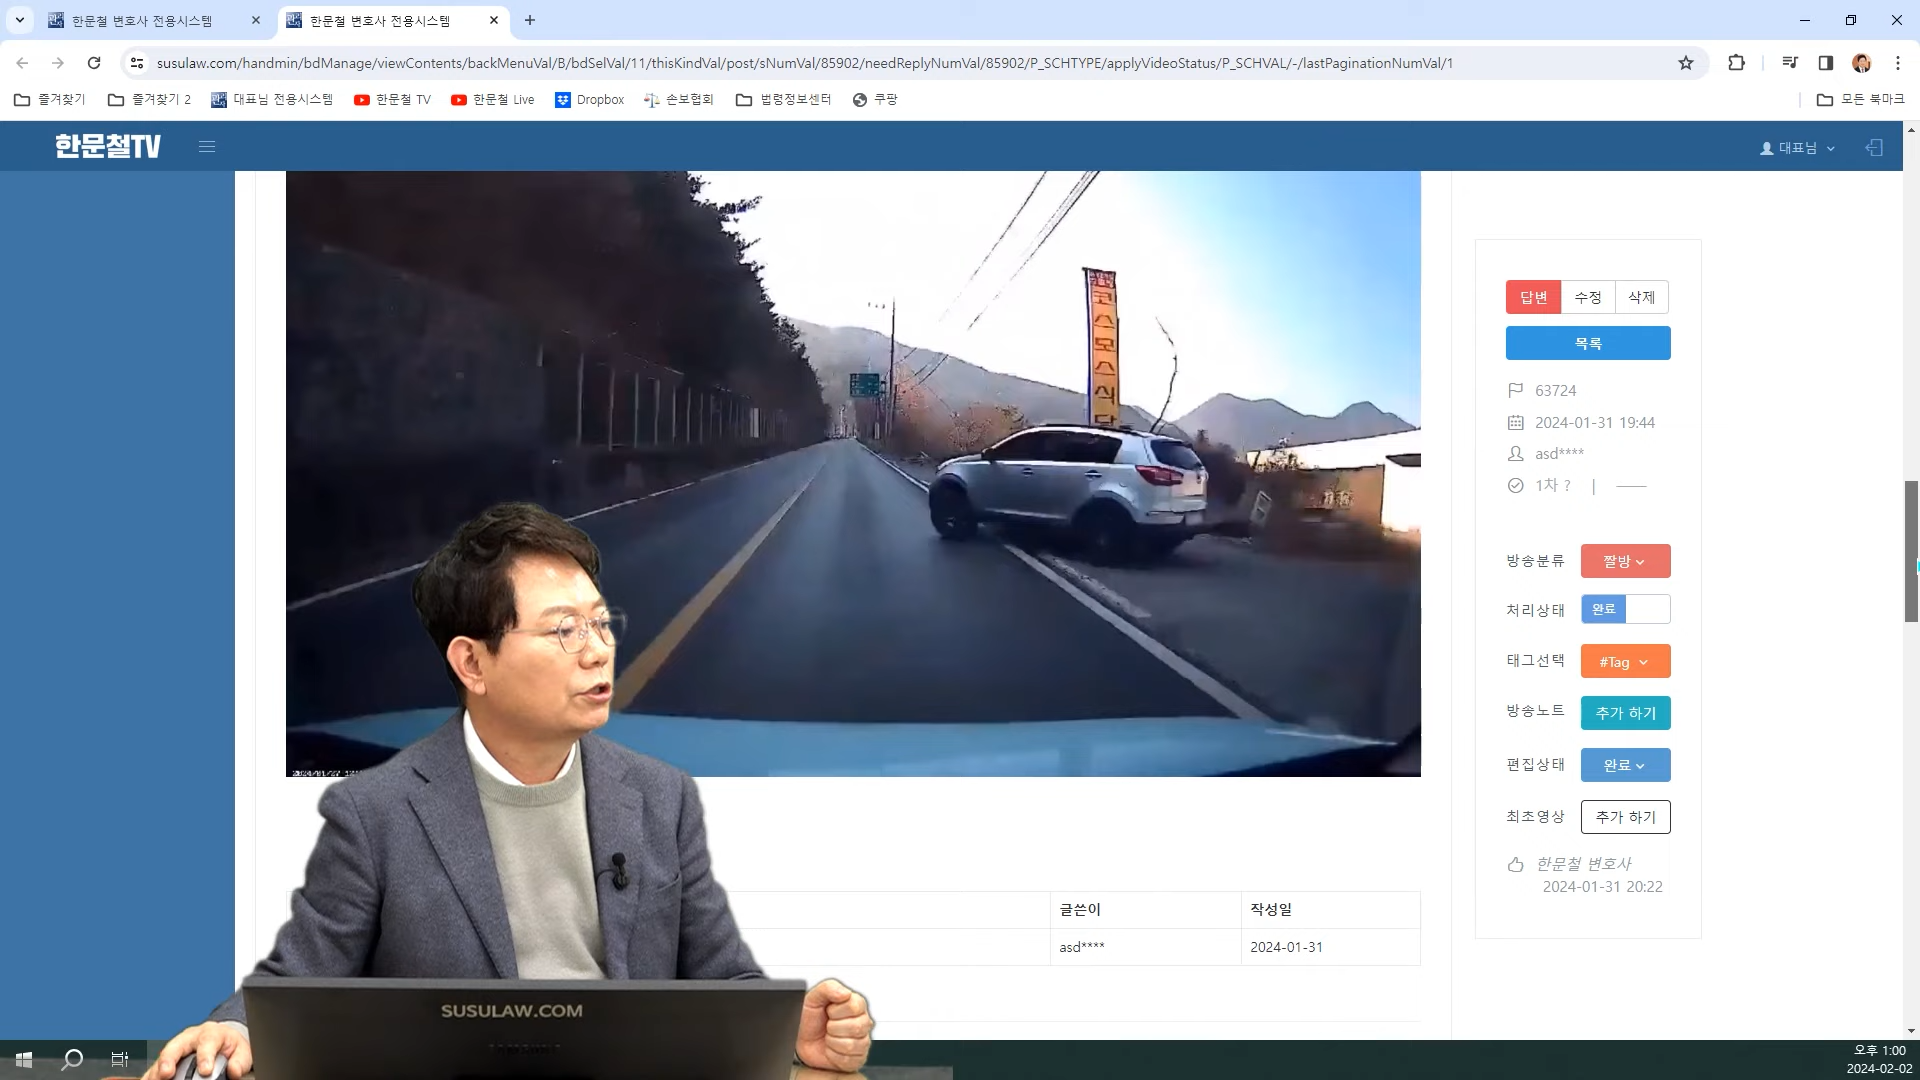 한문철 변호사 전용시스템
한문철 변호사 전용시스템
susulaw.com/handmin/bdManage/viewContents/backMenuVal/B/bdSelVal/11/thisKindVal/post/sNumVal/85902/needReplyNumVal/85902/P_SCHTYPE/applyVideoStatus/P_SCHVAL/-/lastPaginationNumVal/1
즐겨찾기
즐겨찾기 2
대표님 전용시스템
한문철 TV
한문철 Live
Dropbox
손보협회
법령정보센터
쿠팡
모든 북마크
한문철TV
대표님
코스모스식당
답변 수정 삭제
목록
63724
2024-01-31 19:44
asd****
1차 ? |
방송분류 짤방
처리상태 완료
태그선택 #Tag
방송노트 추가 하기
편집상태 완료
최초영상 추가 하기
한문철 변호사
2024-01-31 20:22
글쓴이 작성일
asd**** 2024-01-31
SUSULAW.COM
오후 1:00
2024-02-02